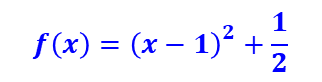 f(x) = (x − 1)² + 1/2